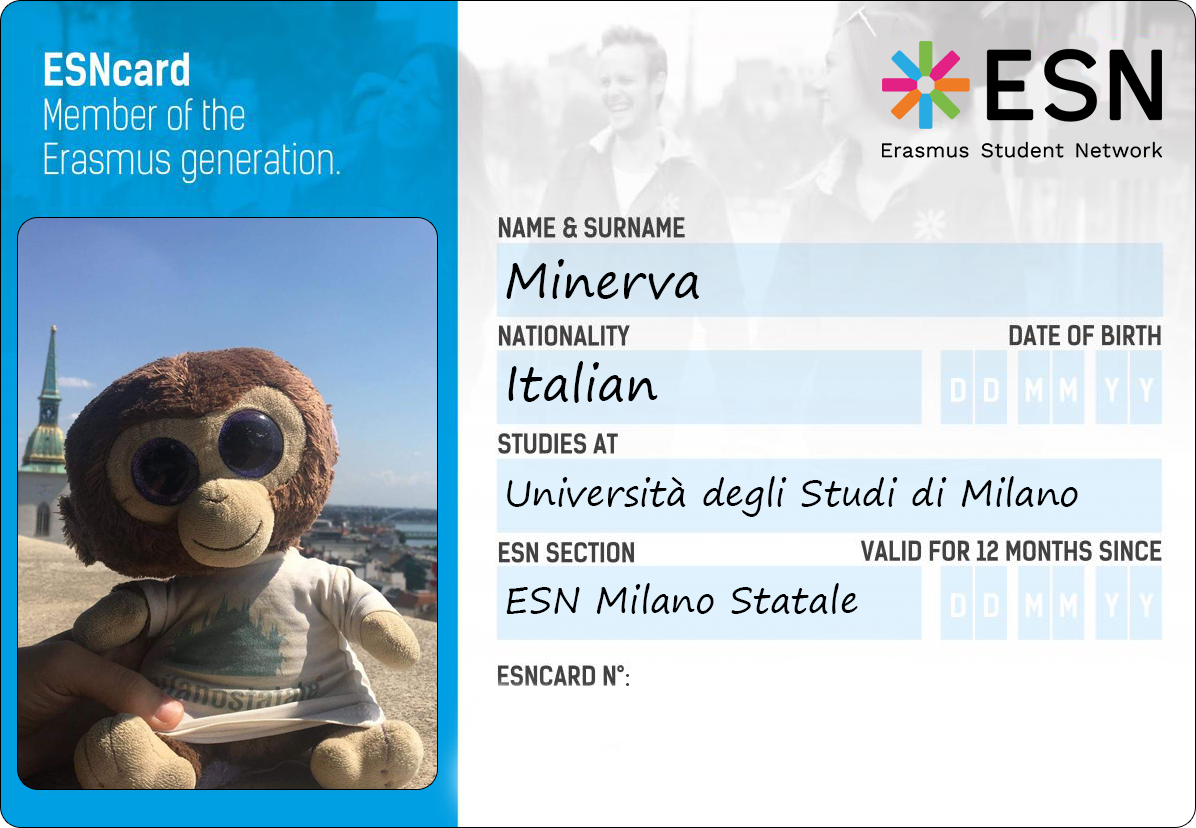 ESNcard
Member of the
Erasmus generation.
ESN
Erasmus Student Network
NAME & SURNAME
Minerva
NATIONALITY DATE OF BIRTH
Italian D D M M Y Y
STUDIES AT
Università degli Studi di Milano
ESN SECTION VALID FOR 12 MONTHS SINCE
ESN Milano Statale D D M M Y Y
ESNCARD N°: